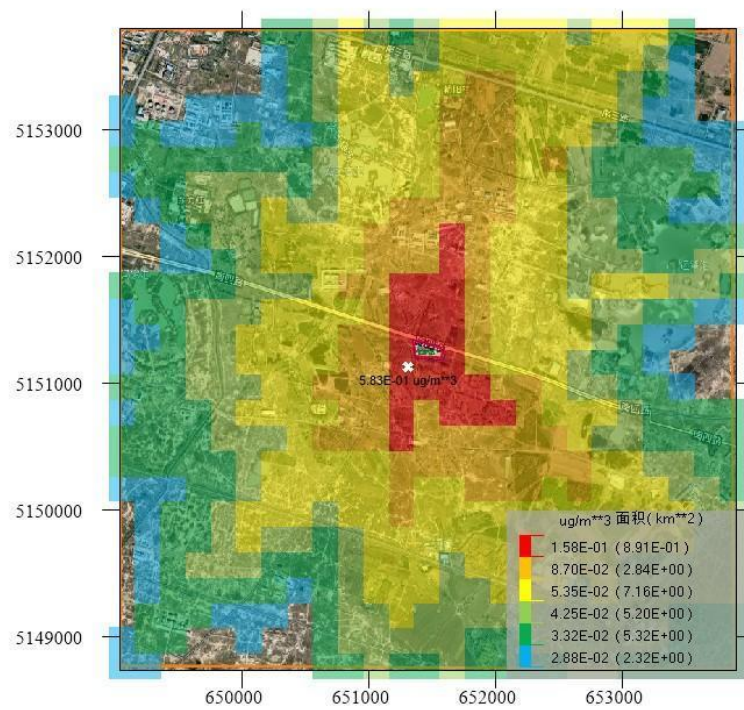 5153000
5152000
5151000
5150000
5149000
5.83E-01 ug/m**3
ug/m**3 面积(km**2)
1.58E-01 (8.91E-01)
8.70E-02 (2.84E+00)
5.35E-02 (7.16E+00)
4.25E-02 (5.20E+00)
3.32E-02 (5.32E+00)
2.88E-02 (2.32E+00)
650000 651000 652000 653000